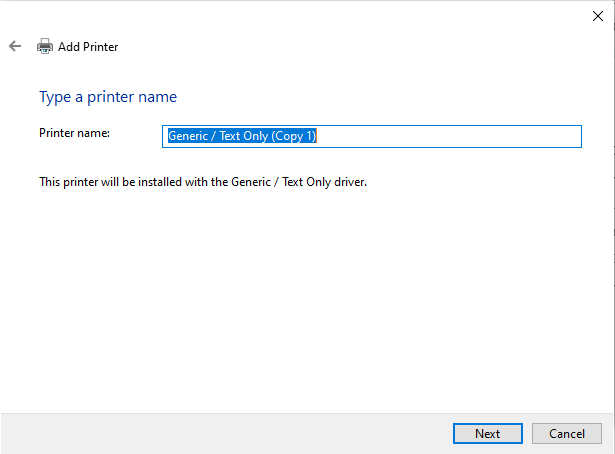 Add Printer
Type a printer name
Printer name: Generic / Text Only (Copy 1)
This printer will be installed with the Generic / Text Only driver.
Next Cancel